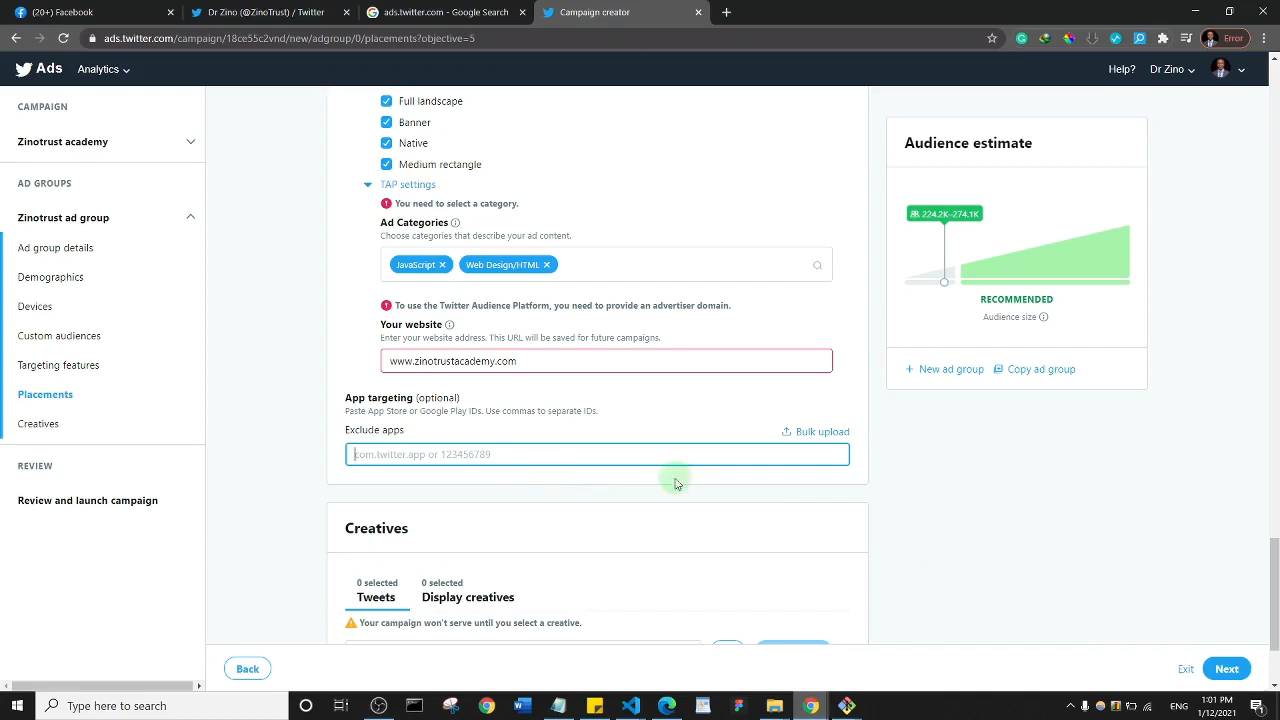 (20+) Facebook
Dr Zino (@ZinoTrust) / Twitter
ads.twitter.com - Google Search
Campaign creator
ads.twitter.com/campaign/18ce55c2vnd/new/adgroup/0/placements?objective=5
Error
Ads
Analytics
Help?
Dr Zino
CAMPAIGN
Zinotrust academy
AD GROUPS
Zinotrust ad group
Ad group details
Demographics
Devices
Custom audiences
Targeting features
Placements
Creatives
REVIEW
Review and launch campaign
Full landscape
Banner
Native
Medium rectangle
TAP settings
You need to select a category.
Ad Categories
Choose categories that describe your ad content.
JavaScript
Web Design/HTML
To use the Twitter Audience Platform, you need to provide an advertiser domain.
Your website
Enter your website address. This URL will be saved for future campaigns.
www.zinotrustacademy.com
App targeting (optional)
Paste App Store or Google Play IDs. Use commas to separate IDs.
Exclude apps
Bulk upload
com.twitter.app or 123456789
Creatives
0 selected
Tweets
0 selected
Display creatives
Your campaign won't serve until you select a creative.
Audience estimate
224.2K–274.1K
RECOMMENDED
Audience size
New ad group
Copy ad group
Back
Exit
Next
Type here to search
1:01 PM
1/12/2021